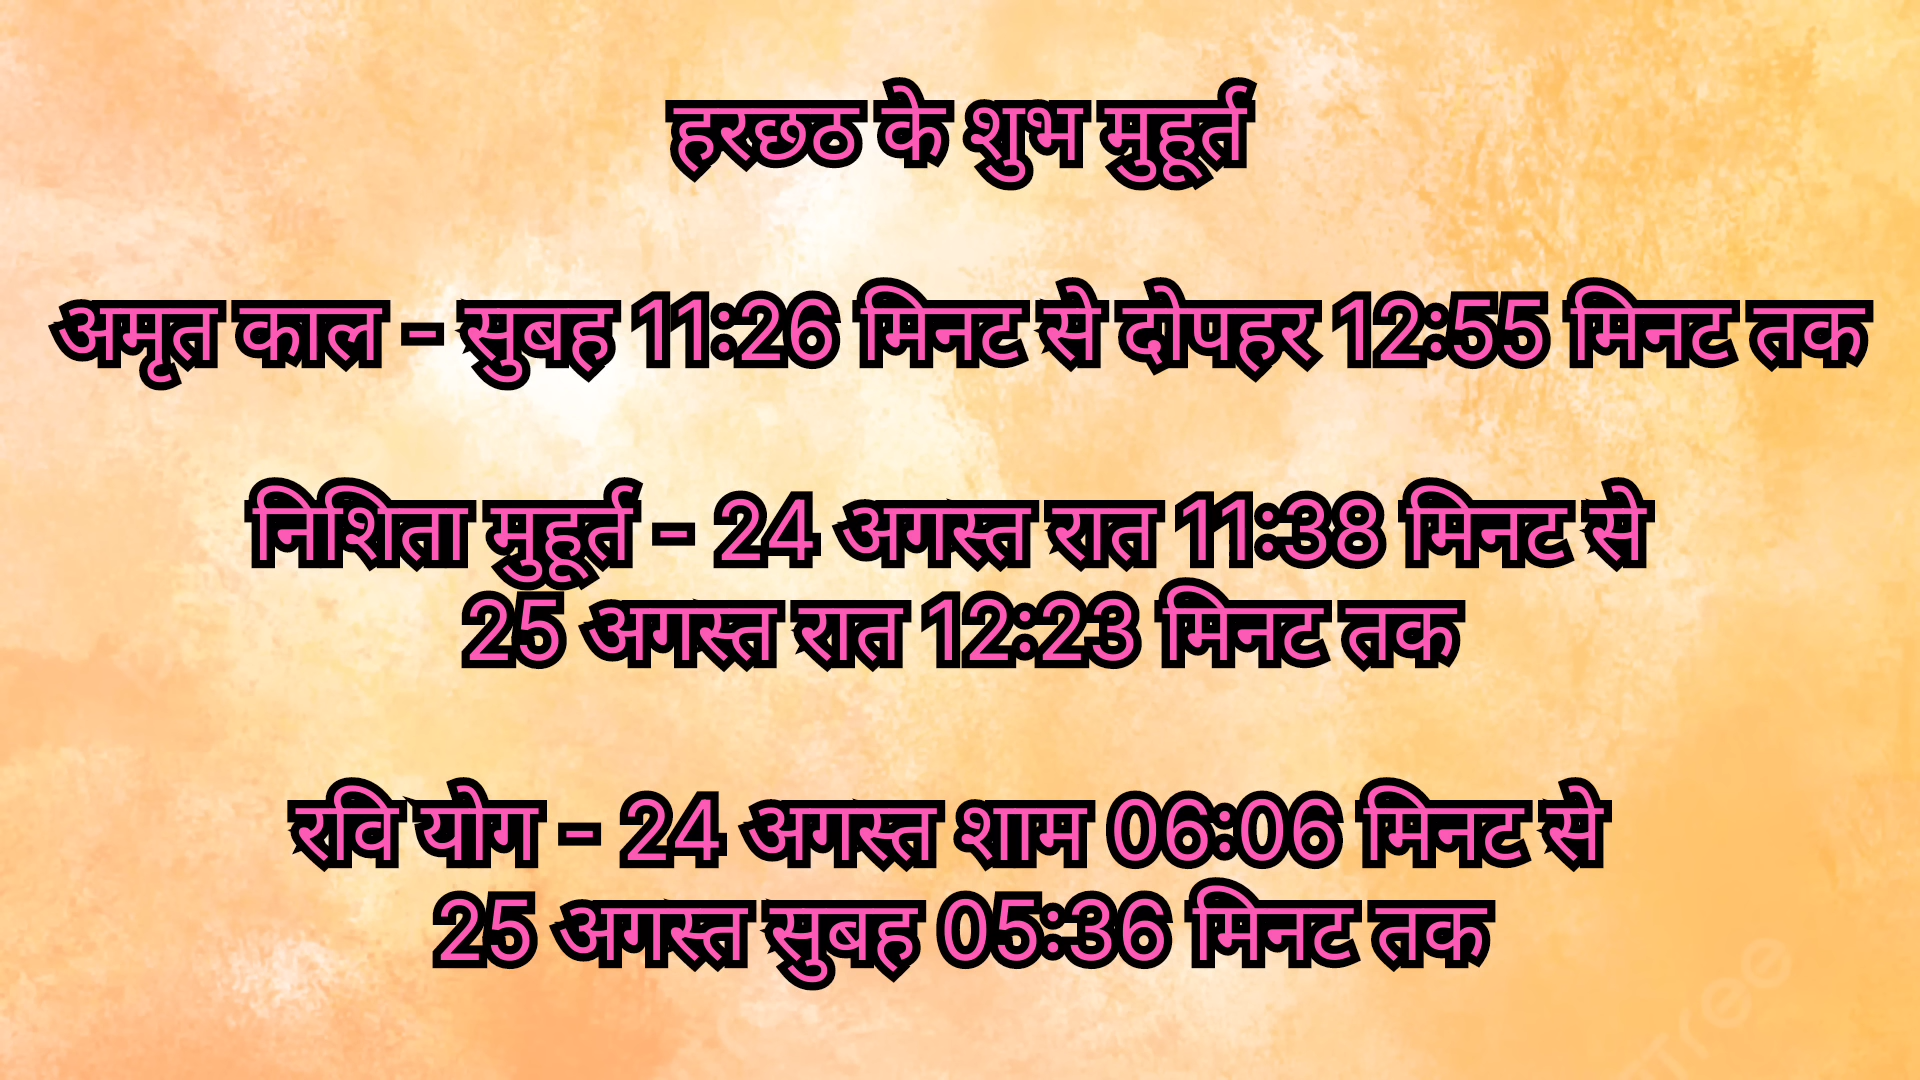 हरछठ के शुभ मुहूर्त
अमृत काल - सुबह 11:26 मिनट से दोपहर 12:55 मिनट तक
निशिता मुहूर्त - 24 अगस्त रात 11:38 मिनट से
25 अगस्त रात 12:23 मिनट तक
रवि योग - 24 अगस्त शाम 06:06 मिनट से
25 अगस्त सुबह 05:36 मिनट तक
Tree